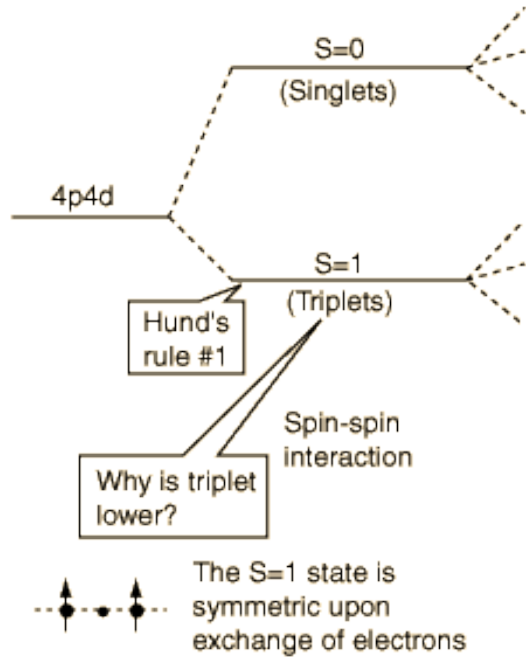 S=0
(Singlets)
4p4d
S=1
(Triplets)
Hund's
rule #1
Spin-spin
interaction
Why is triplet
lower?
The S=1 state is
symmetric upon
exchange of electrons